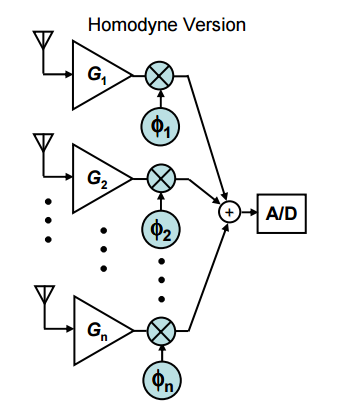 Homodyne Version
G1
ϕ1
G2
ϕ2
+
A/D
Gn
ϕn